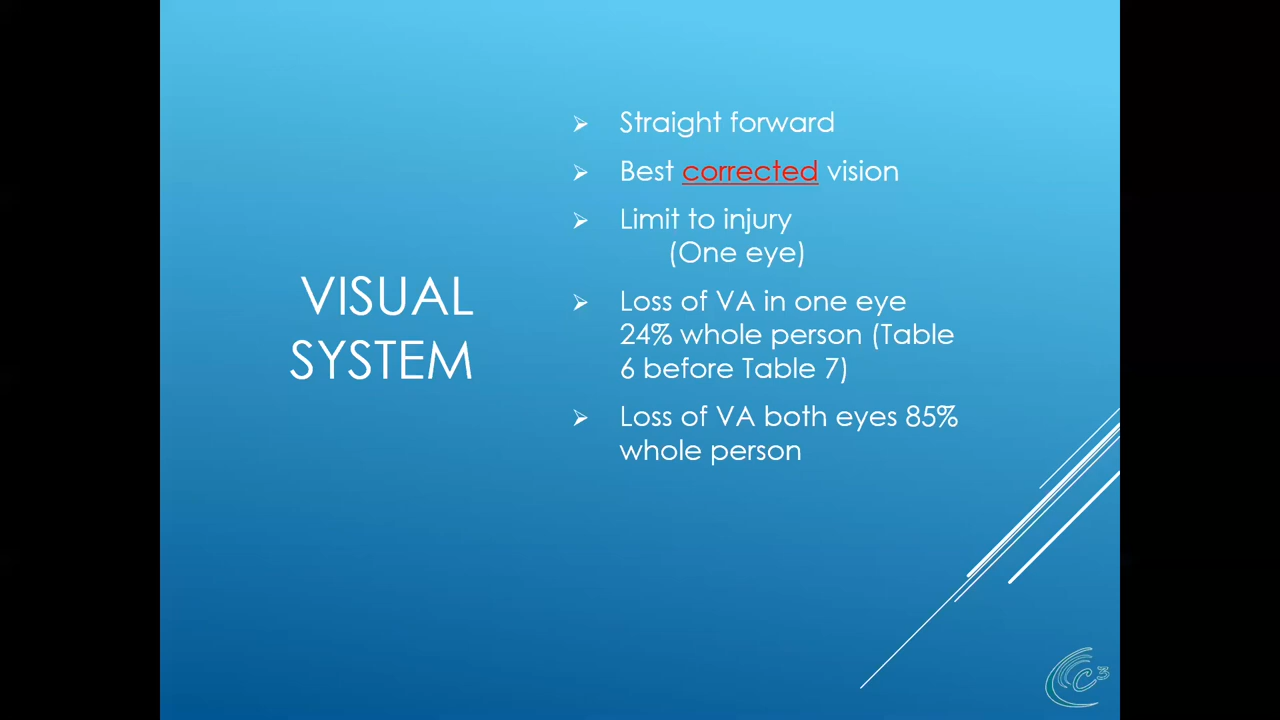 VISUAL
SYSTEM
➢ Straight forward
➢ Best corrected vision
➢ Limit to injury
(One eye)
➢ Loss of VA in one eye
24% whole person (Table
6 before Table 7)
➢ Loss of VA both eyes 85%
whole person
C3